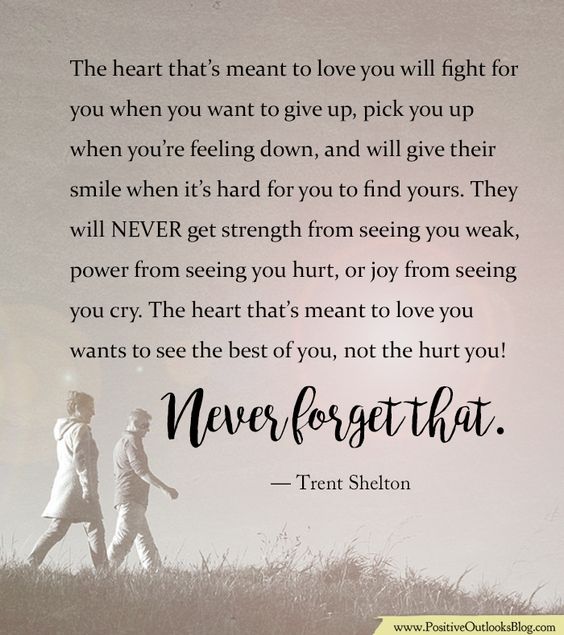 The heart that’s meant to love you will fight for
you when you want to give up, pick you up
when you’re feeling down, and will give their
smile when it’s hard for you to find yours. They
will NEVER get strength from seeing you weak,
power from seeing you hurt, or joy from seeing
you cry. The heart that’s meant to love you
wants to see the best of you, not the hurt you!
Never forget that.
— Trent Shelton
www.PositiveOutlooksBlog.com